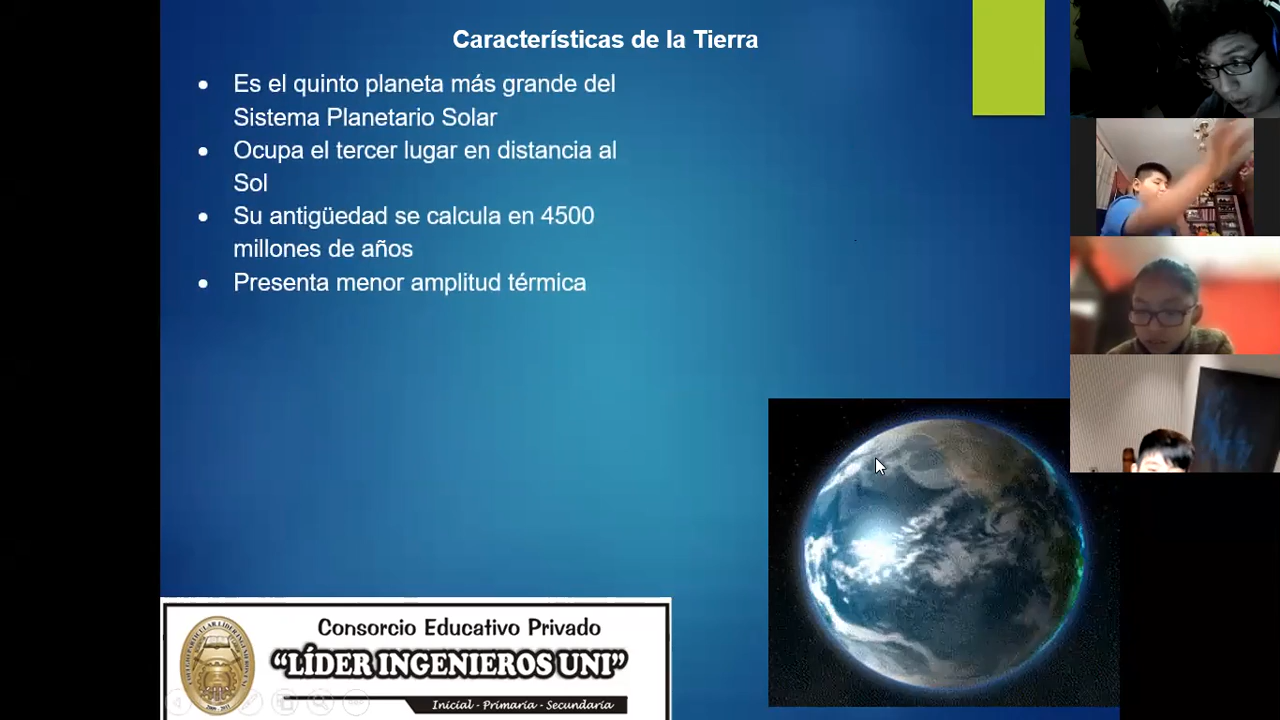 Características de la Tierra
Es el quinto planeta más grande del
Sistema Planetario Solar
Ocupa el tercer lugar en distancia al
Sol
Su antigüedad se calcula en 4500
millones de años
Presenta menor amplitud térmica
Consorcio Educativo Privado
“LÍDER INGENIEROS UNI”
Inicial - Primaria - Secundaria